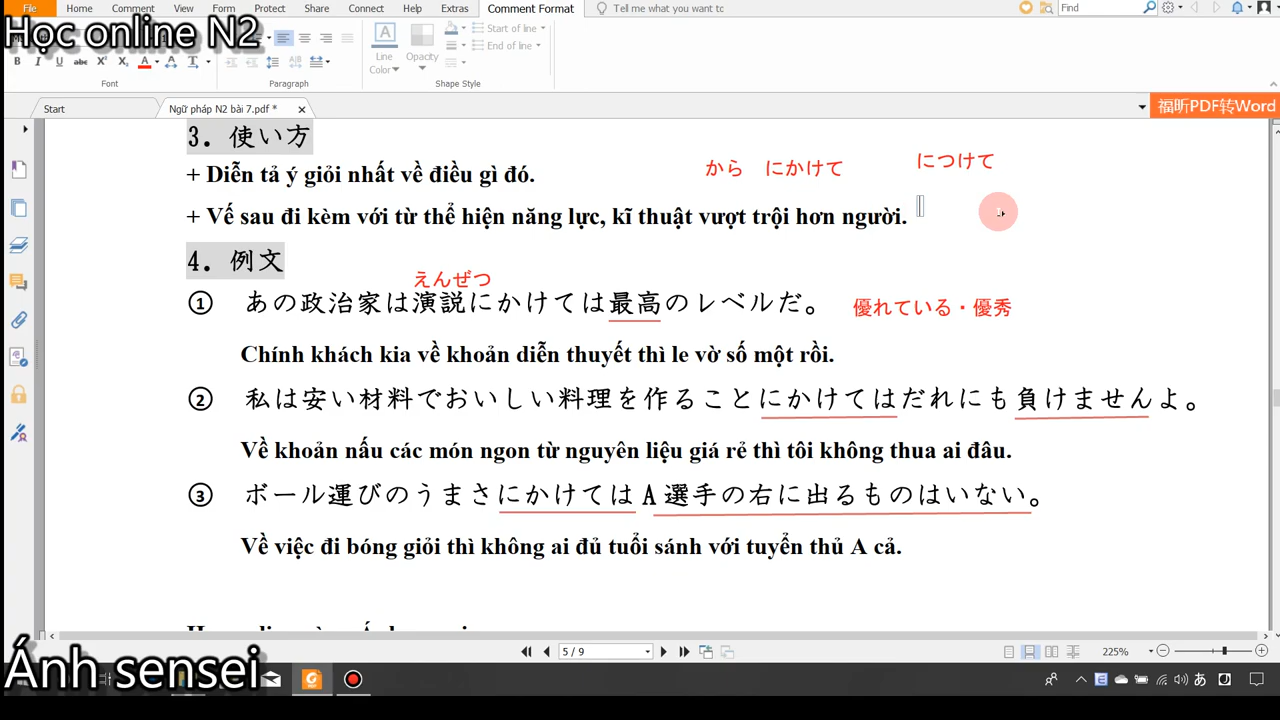 File Home Comment View Form Protect Share Connect Help Extras Comment Format Tell me what you want tc Find
Học online N2
Line Color Opacity Start of line End of line
Font Paragraph Shape Style
Start Ngữ pháp N2 bài 7.pdf * 福昕PDF转Word
3. 使い方
+ Diễn tả ý giỏi nhất về điều gì đó. から にかけて につけて
+ Vế sau đi kèm với từ thể hiện năng lực, kĩ thuật vượt trội hơn người.
4. 例文
えんぜつ
① あの政治家は演説にかけては最高のレベルだ。 優れている・優秀
Chính khách kia về khoản diễn thuyết thì le vờ số một rồi.
② 私は安い材料でおいしい料理を作ることにかけてはだれにも負けませんよ。
Về khoản nấu các món ngon từ nguyên liệu giá rẻ thì tôi không thua ai đâu.
③ ボール運びのうまさにかけてはA選手の右に出るものはいない。
Về việc đi bóng giỏi thì không ai đủ tuổi sánh với tuyển thủ A cả.
5 / 9 225%
Ánh sensei